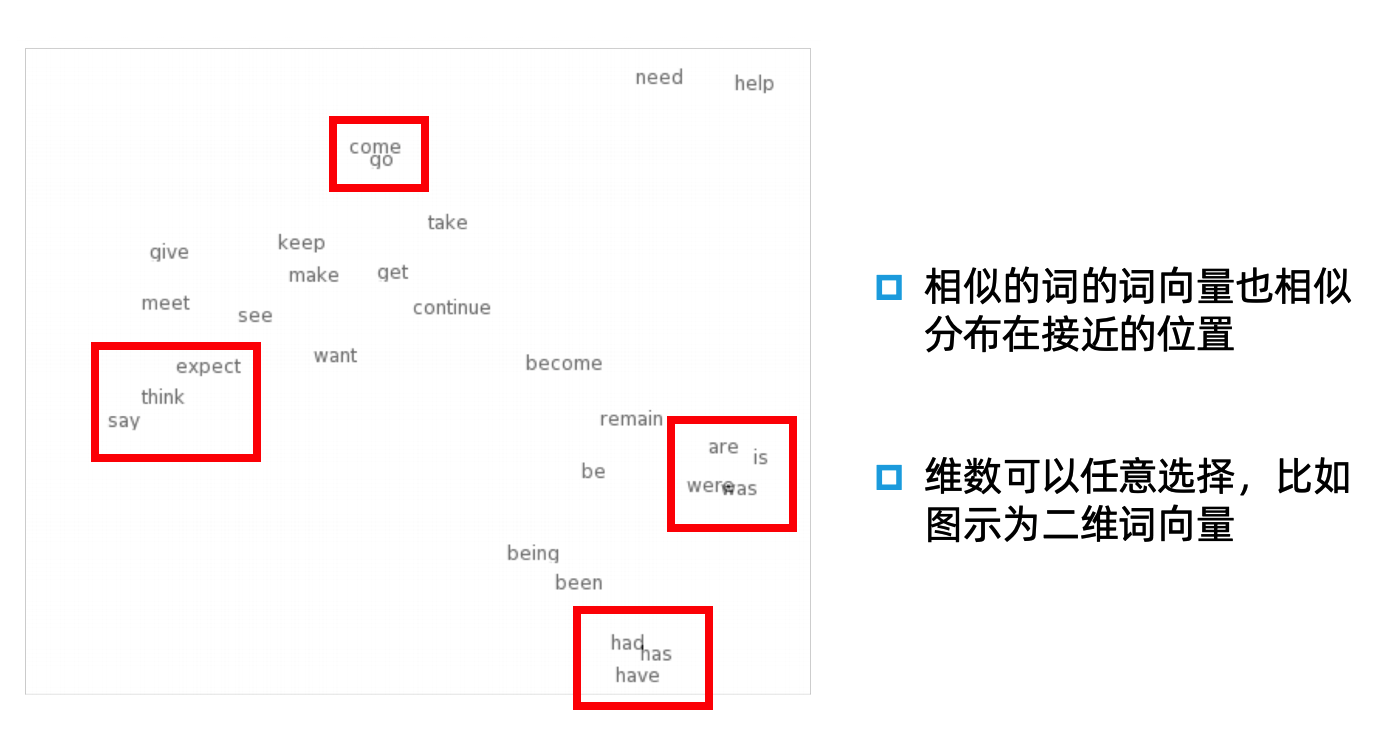 need
help
come
go
take
keep
give
make
get
meet
see
continue
want
expect
become
think
say
remain
are
is
be
were
was
being
been
had
has
have
相似的词的词向量也相似
分布在接近的位置
维数可以任意选择，比如
图示为二维词向量